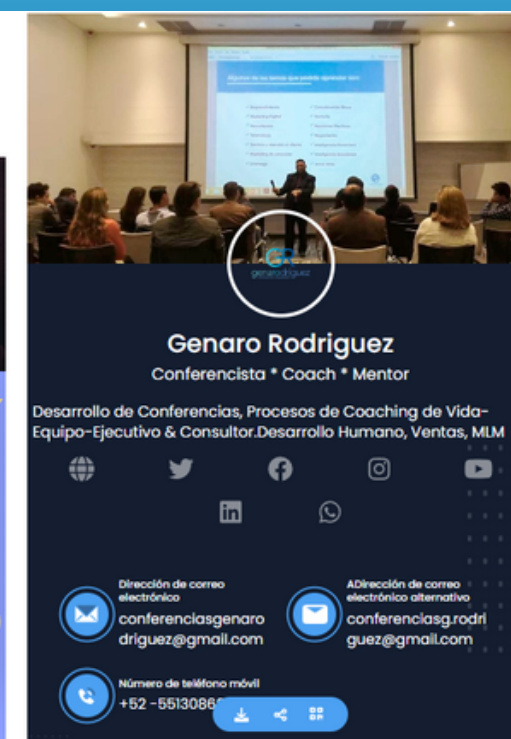 genarodriguez
Genaro Rodriguez
Conferencista * Coach * Mentor
Desarrollo de Conferencias, Procesos de Coaching de Vida-
Equipo-Ejecutivo & Consultor.Desarrollo Humano, Ventas, MLM
Dirección de correo
electrónico
conferenciasgenaro
driguez@gmail.com
ADirección de correo
electrónico alternativo
conferenciasg.rodri
guez@gmail.com
Número de teléfono móvil
+52 -5513086